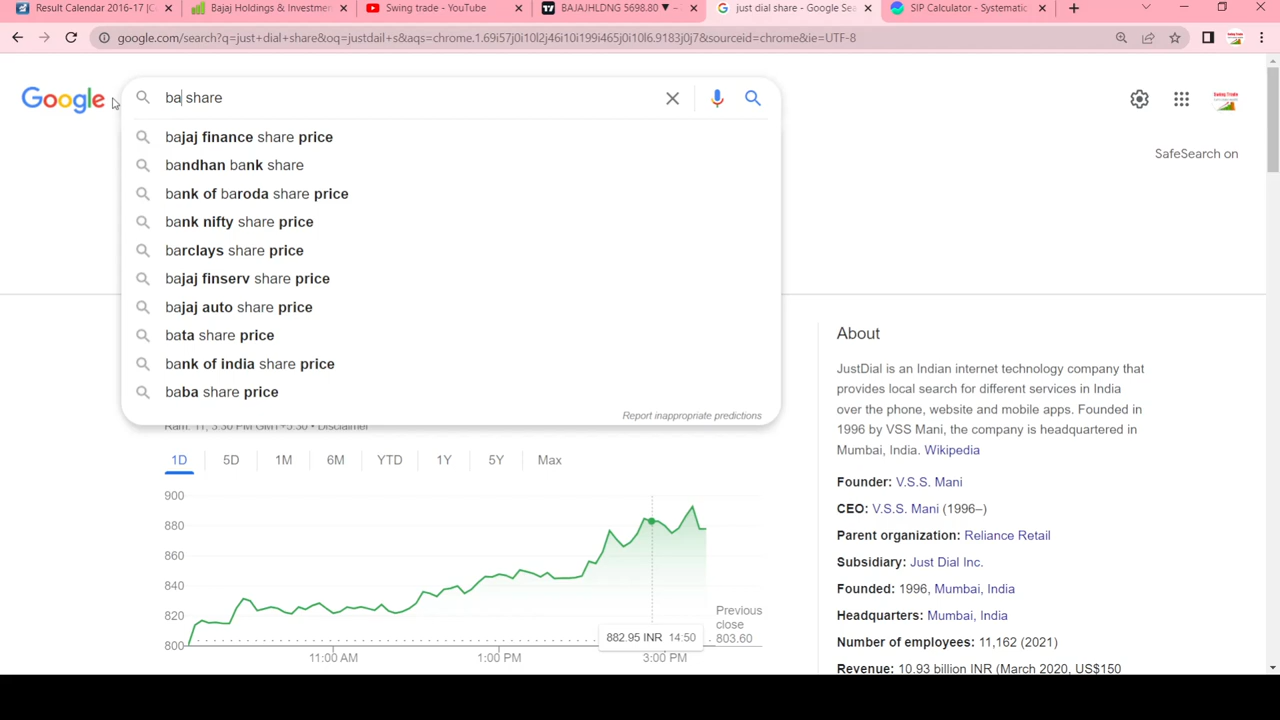 Result Calendar 2016-17 |C
Bajaj Holdings & Investmen
Swing trade - YouTube
BAJAJHLDNG 5698.80 ▼ -
just dial share - Google Sea
SIP Calculator - Systematic
google.com/search?q=just+dial+share&oq=justdail+s&aqs=chrome.1.69i57j0i10l2j46i10i199i465j0i10l6.9183j0j7&sourceid=chrome&ie=UTF-8
Google
ba share
SafeSearch on
bajaj finance share price
bandhan bank share
bank of baroda share price
bank nifty share price
barclays share price
bajaj finserv share price
bajaj auto share price
bata share price
bank of india share price
baba share price
Report inappropriate predictions
1D
5D
1M
6M
YTD
1Y
5Y
Max
900
880
860
840
820
800
Previous
close
803.60
882.95 INR 14:50
11:00 AM
1:00 PM
3:00 PM
About
JustDial is an Indian internet technology company that
provides local search for different services in India
over the phone, website and mobile apps. Founded in
1996 by VSS Mani, the company is headquartered in
Mumbai, India. Wikipedia
Founder: V.S.S. Mani
CEO: V.S.S. Mani (1996–)
Parent organization: Reliance Retail
Subsidiary: Just Dial Inc.
Founded: 1996, Mumbai, India
Headquarters: Mumbai, India
Number of employees: 11,162 (2021)
Revenue: 10.93 billion INR (March 2020, US$150